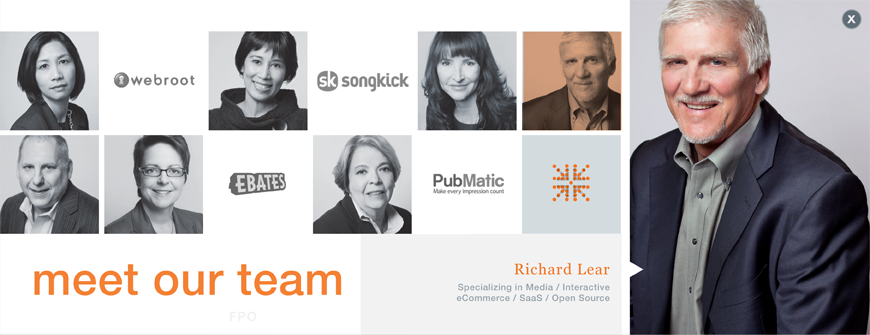 X
webroot
sk songkick
EBATES
PubMatic
Make every impression count
meet our team
FPO
Richard Lear
Specializing in Media / Interactive
eCommerce / SaaS / Open Source